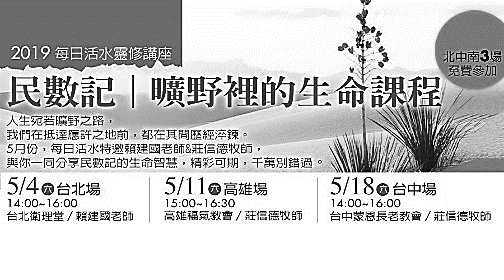 2019 每日活水靈修講座
北中南3場
免費參加
民數記｜曠野裡的生命課程
人生宛若曠野之路，
我們在抵達應許之地前，都在其間歷經淬鍊。
5月份，每日活水特邀賴建國老師&莊信德牧師，
與你一同分享民數記的生命智慧，精彩可期，千萬別錯過。
5/4 六 台北場
14:00~16:00
台北衛理堂 / 賴建國老師
5/11 六 高雄場
15:00~16:30
高雄福氣教會 / 莊信德牧師
5/18 六 台中場
14:00~16:00
台中蒙恩長老教會 / 莊信德牧師